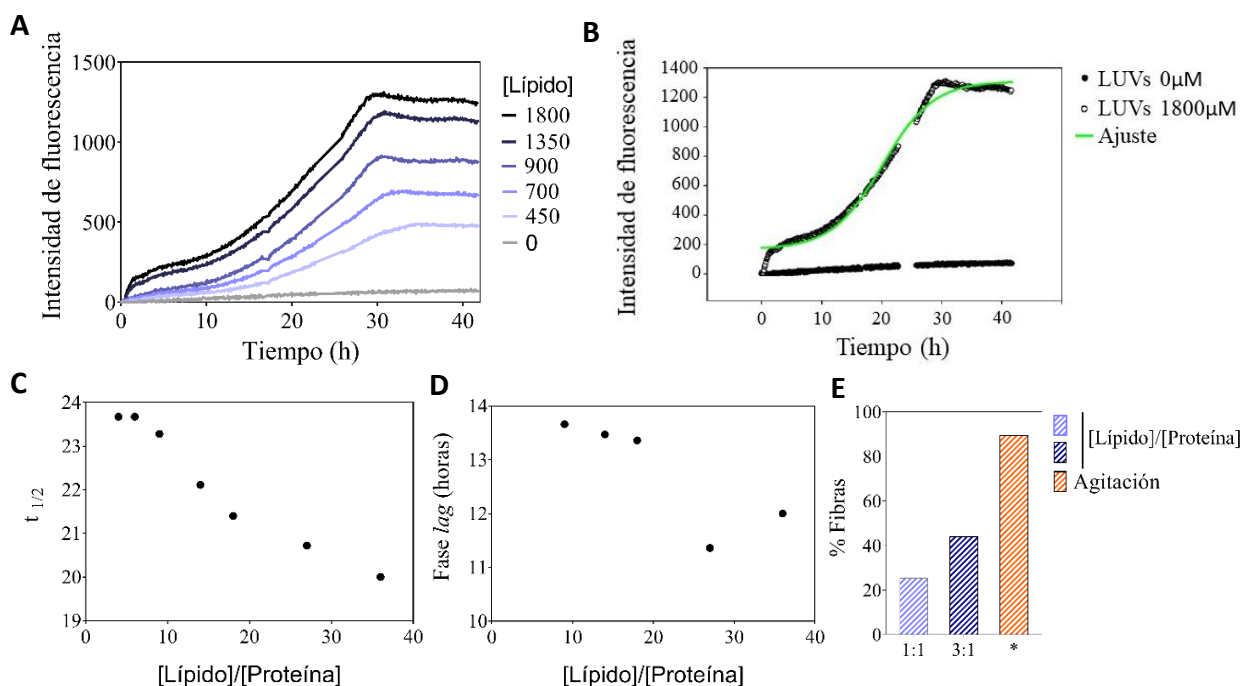 A
Intensidad de fluorescencia
1500
1000
500
0
0
10
20
30
40
Tiempo (h)
[Lípido]
1800
1350
900
700
450
0
B
Intensidad de fluorescencia
1400
1200
1000
800
600
400
200
0
0
10
20
30
40
Tiempo (h)
LUVs 0µM
LUVs 1800µM
Ajuste
C
t 1/2
24
23
22
21
20
19
0
10
20
30
40
[Lípido]/[Proteína]
D
Fase lag (horas)
14
13
12
11
10
0
10
20
30
40
[Lípido]/[Proteína]
E
% Fibras
100
80
60
40
20
0
1:1
3:1
*
[Lípido]/[Proteína]
Agitación